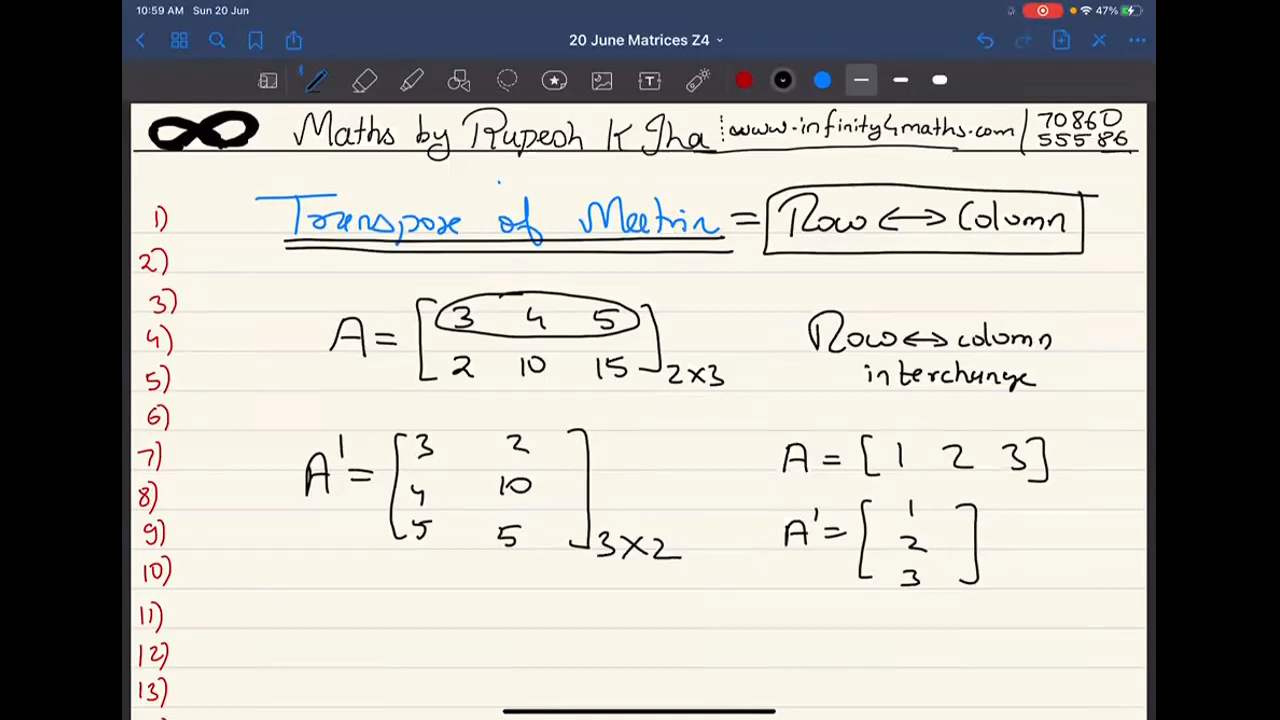 10:59 AM Sun 20 Jun 47%
20 June Matrices Z4
Maths by Rupesh K Jha www.infinity4maths.com 70860 55586
1) Transpose of Meetrin = Row ↔ Column
2)
3)
4)
5)
6)
7)
8)
9)
10)
11)
12)
13)
A = [ 3 4 5
2 10 15 ] 2×3
Row ↔ column
interchange
A' = [ 3 2
4 10
5 5 ] 3×2
A = [ 1 2 3 ]
A' = [ 1
2
3 ]